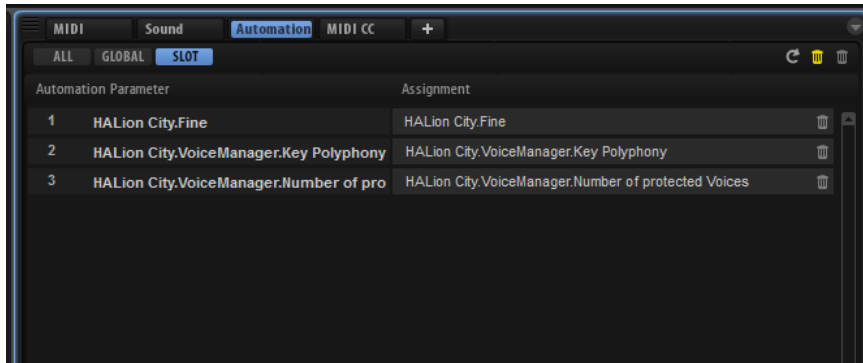 MIDI Sound Automation MIDI CC +
ALL GLOBAL SLOT
Automation Parameter Assignment
1 HALion City.Fine HALion City.Fine
2 HALion City.VoiceManager.Key Polyphony HALion City.VoiceManager.Key Polyphony
3 HALion City.VoiceManager.Number of pro HALion City.VoiceManager.Number of protected Voices